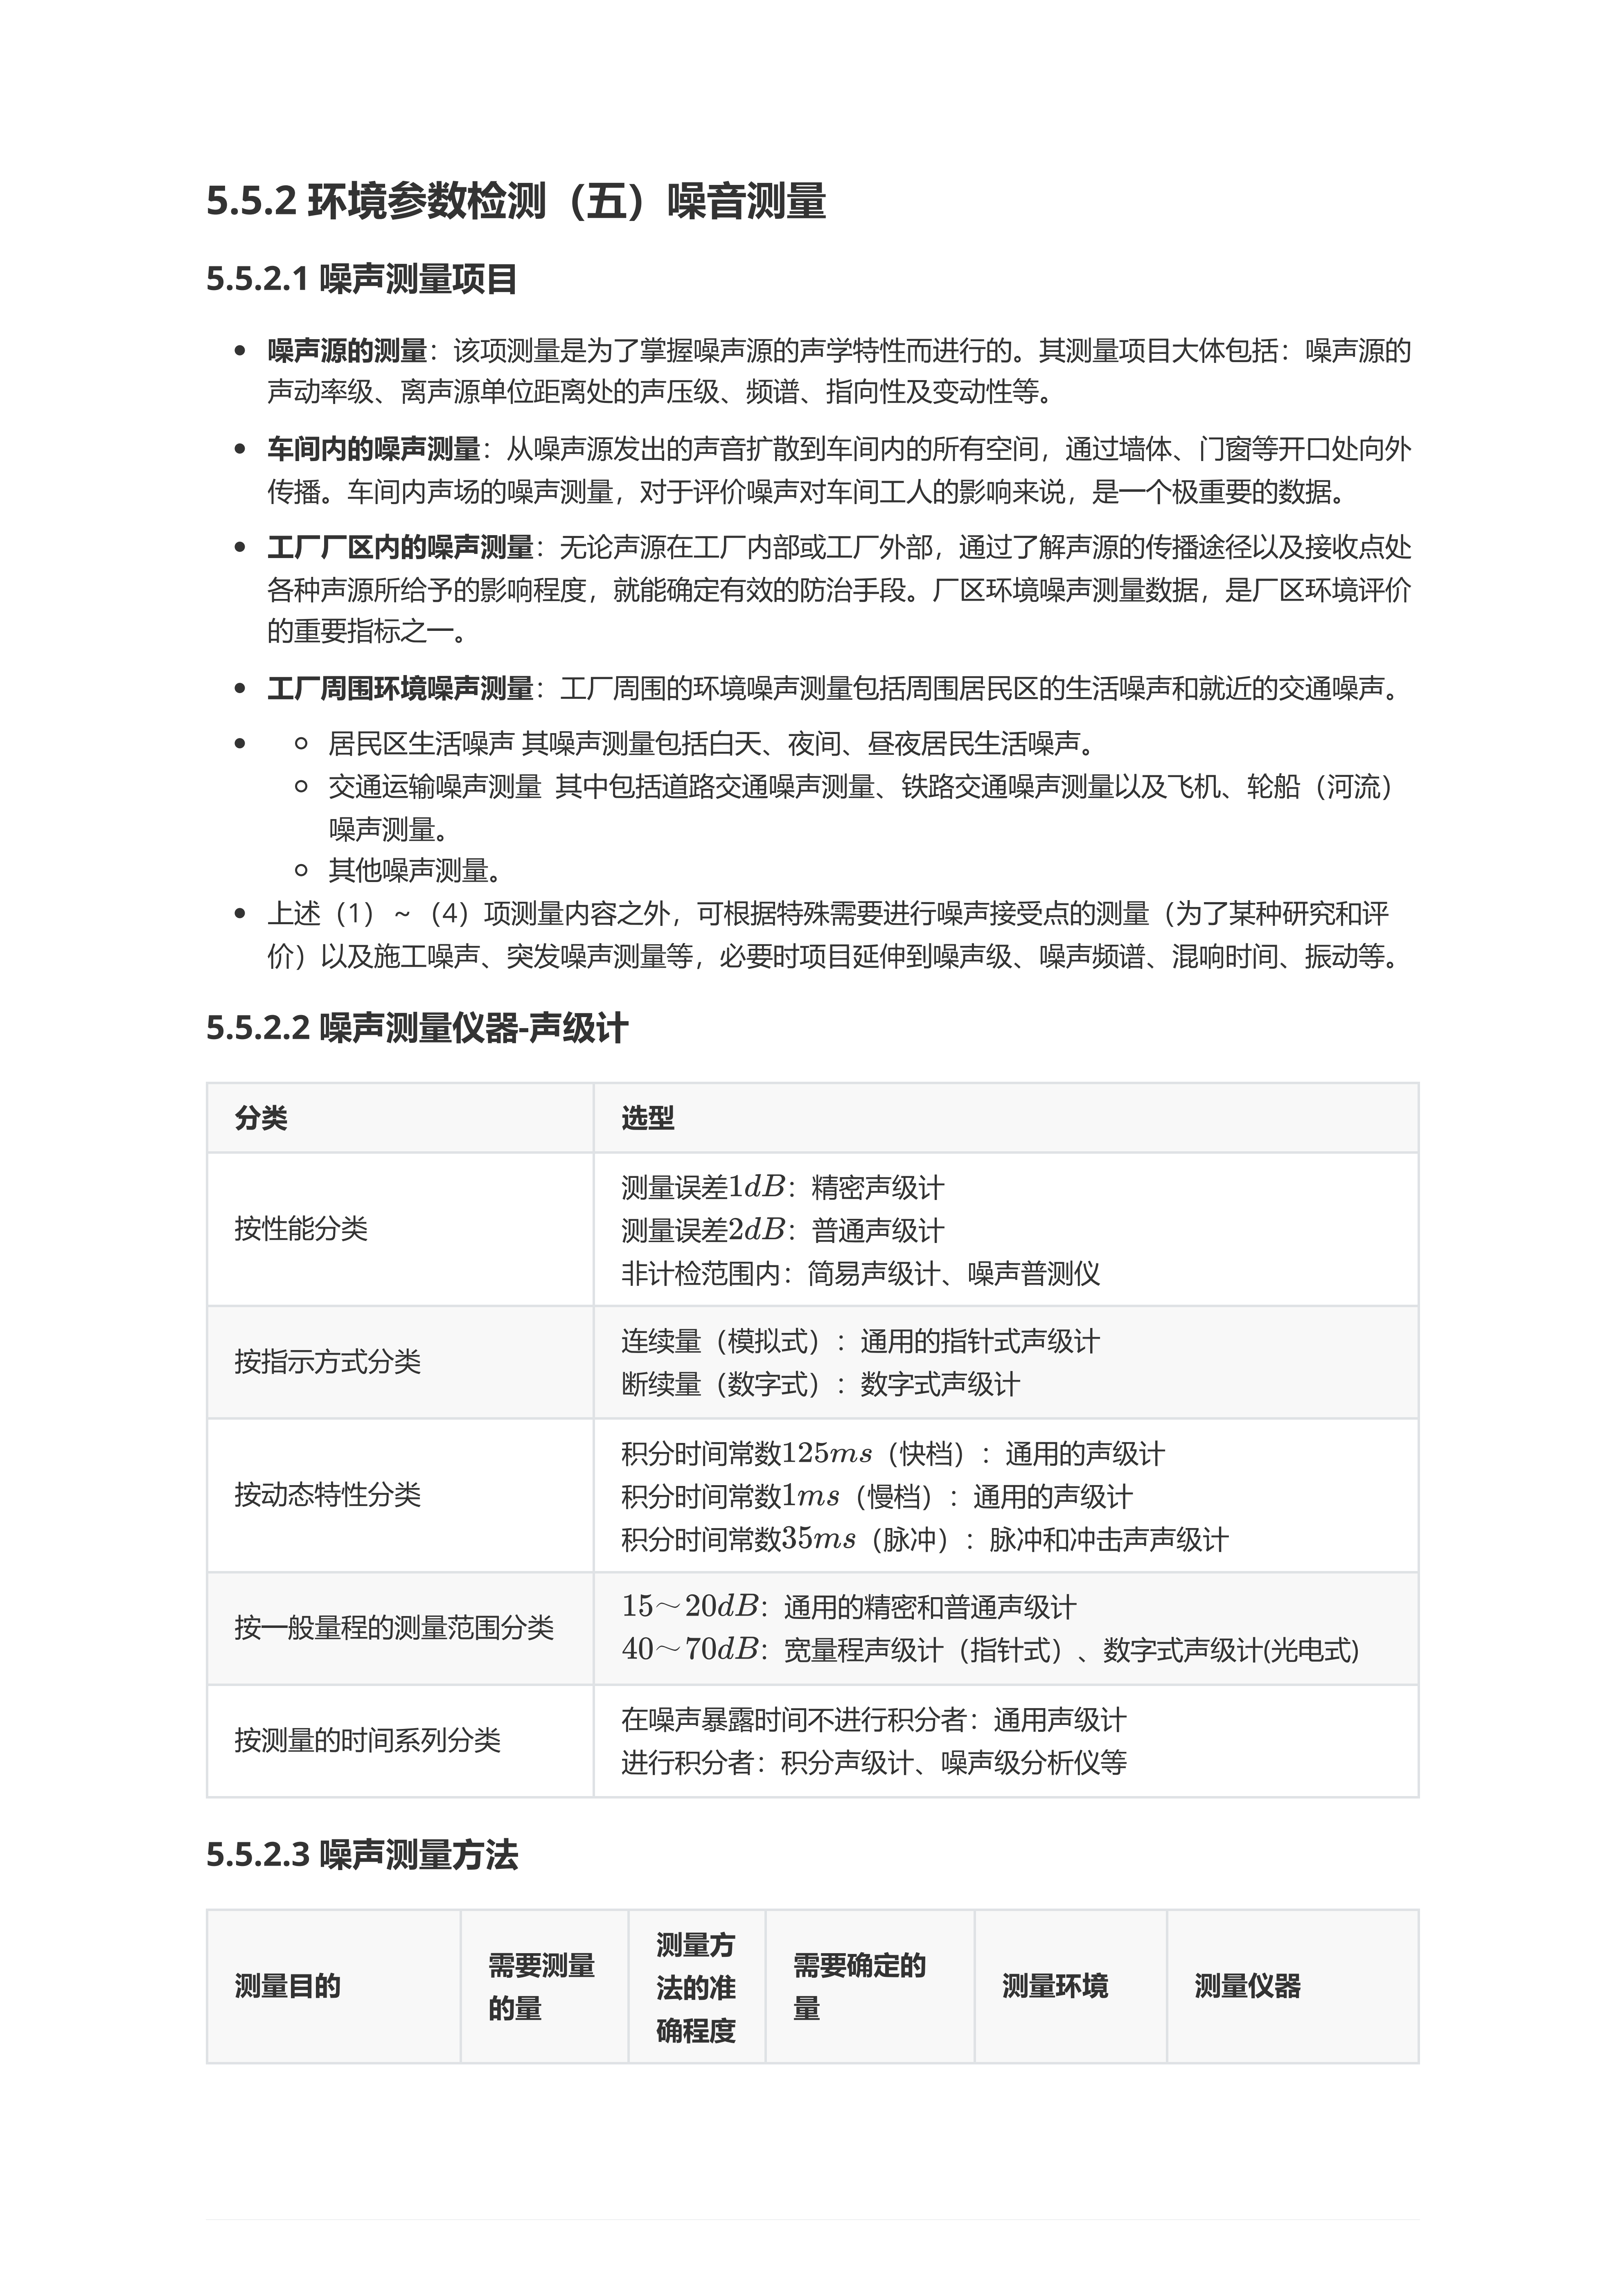 5.5.2 环境参数检测（五）噪音测量
5.5.2.1 噪声测量项目
噪声源的测量：该项测量是为了掌握噪声源的声学特性而进行的。其测量项目大体包括：噪声源的
声动率级、离声源单位距离处的声压级、频谱、指向性及变动性等。
车间内的噪声测量：从噪声源发出的声音扩散到车间内的所有空间，通过墙体、门窗等开口处向外
传播。车间内声场的噪声测量，对于评价噪声对车间工人的影响来说，是一个极重要的数据。
工厂厂区内的噪声测量：无论声源在工厂内部或工厂外部，通过了解声源的传播途径以及接收点处
各种声源所给予的影响程度，就能确定有效的防治手段。厂区环境噪声测量数据，是厂区环境评价
的重要指标之一。
工厂周围环境噪声测量：工厂周围的环境噪声测量包括周围居民区的生活噪声和就近的交通噪声。
居民区生活噪声 其噪声测量包括白天、夜间、昼夜居民生活噪声。
交通运输噪声测量 其中包括道路交通噪声测量、铁路交通噪声测量以及飞机、轮船（河流）
噪声测量。
其他噪声测量。
上述（1）~（4）项测量内容之外，可根据特殊需要进行噪声接受点的测量（为了某种研究和评
价）以及施工噪声、突发噪声测量等，必要时项目延伸到噪声级、噪声频谱、混响时间、振动等。
5.5.2.2 噪声测量仪器-声级计
分类 选型
按性能分类
测量误差1dB：精密声级计
测量误差2dB：普通声级计
非计检范围内：简易声级计、噪声普测仪
按指示方式分类
连续量（模拟式）：通用的指针式声级计
断续量（数字式）：数字式声级计
按动态特性分类
积分时间常数125ms（快档）：通用的声级计
积分时间常数1ms（慢档）：通用的声级计
积分时间常数35ms（脉冲）：脉冲和冲击声声级计
按一般量程的测量范围分类
15～20dB：通用的精密和普通声级计
40～70dB：宽量程声级计（指针式）、数字式声级计(光电式)
按测量的时间系列分类
在噪声暴露时间不进行积分者：通用声级计
进行积分者：积分声级计、噪声级分析仪等
5.5.2.3 噪声测量方法
测量目的
需要测量
的量
测量方
法的准
确程度
需要确定的
量
测量环境
测量仪器